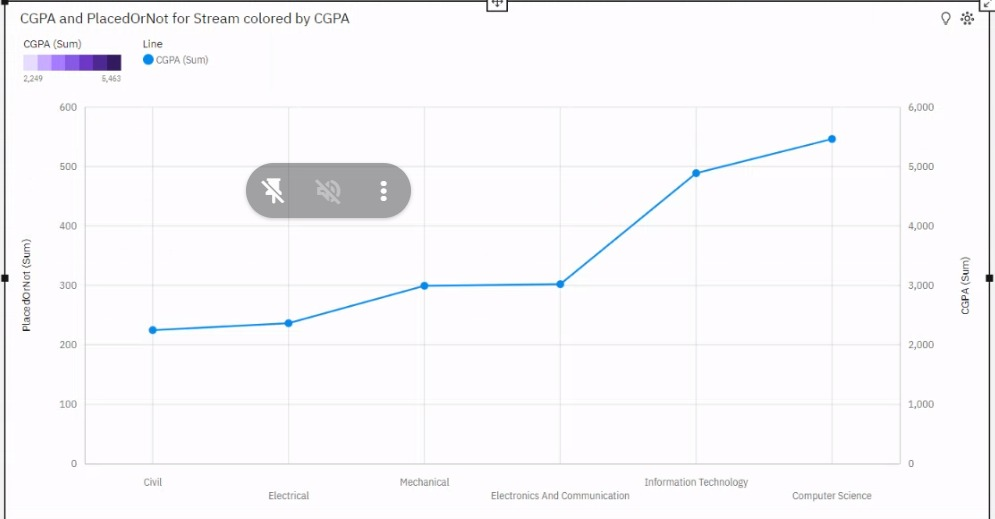 CGPA and PlacedOrNot for Stream colored by CGPA
CGPA (Sum)
Line
2,249
5,463
CGPA (Sum)
600
500
400
300
200
100
0
PlacedOrNot (Sum)
6,000
5,000
4,000
3,000
2,000
1,000
0
CGPA (Sum)
Civil
Electrical
Mechanical
Electronics And Communication
Information Technology
Computer Science